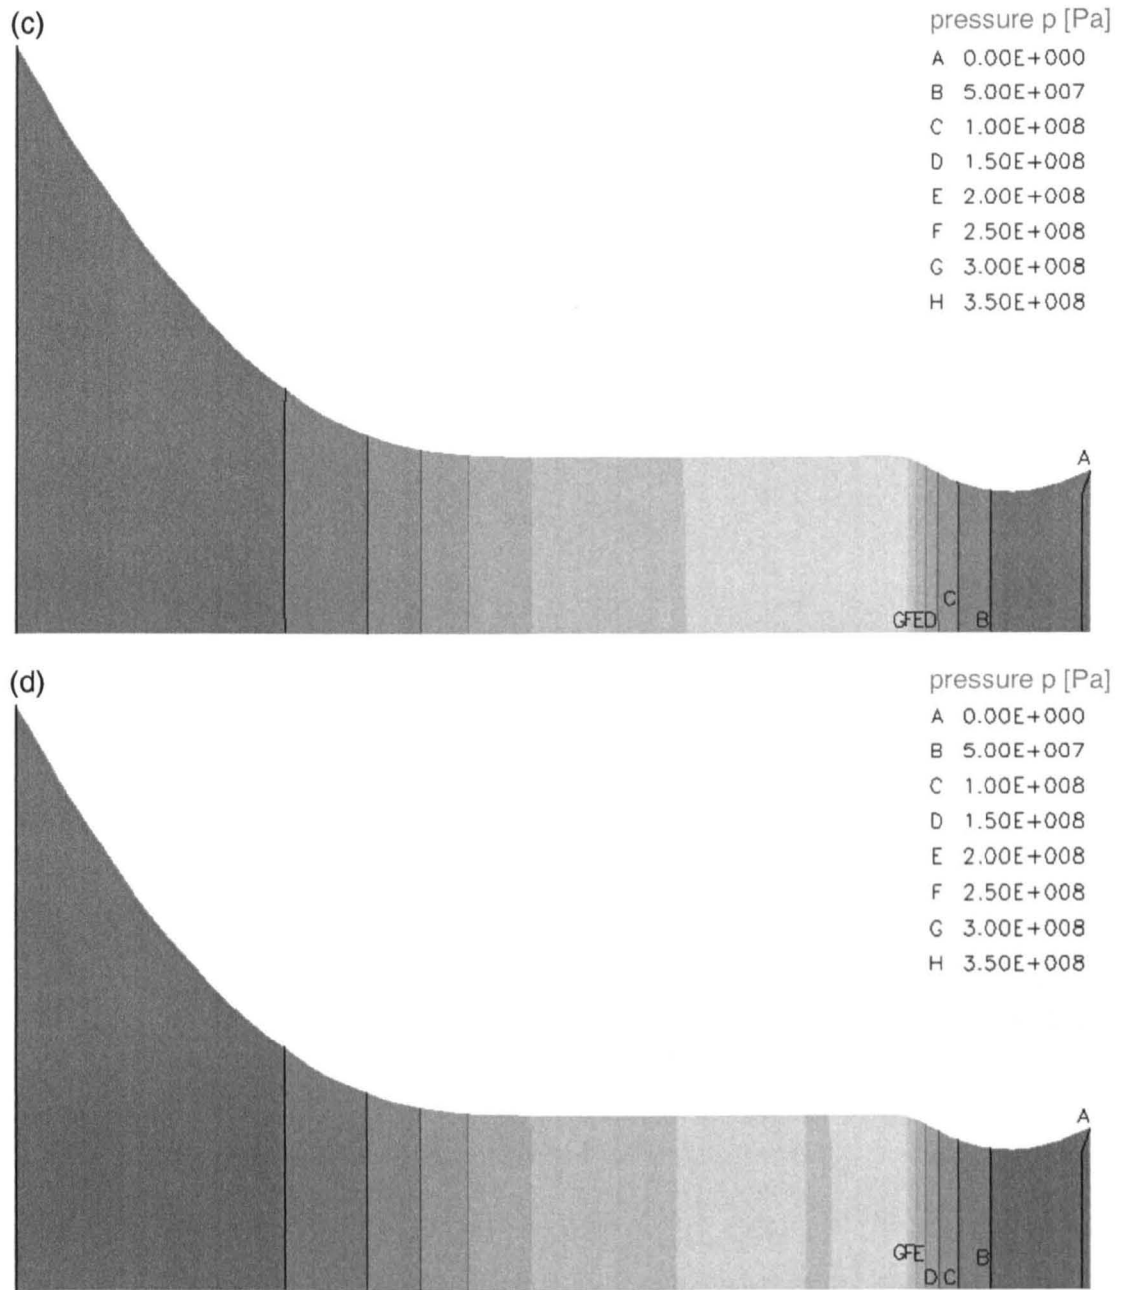 (c)
pressure p [Pa]
A 0.00E+000
B 5.00E+007
C 1.00E+008
D 1.50E+008
E 2.00E+008
F 2.50E+008
G 3.00E+008
H 3.50E+008
A
C
GFED
B
(d)
pressure p [Pa]
A 0.00E+000
B 5.00E+007
C 1.00E+008
D 1.50E+008
E 2.00E+008
F 2.50E+008
G 3.00E+008
H 3.50E+008
A
GFE
B
D
C